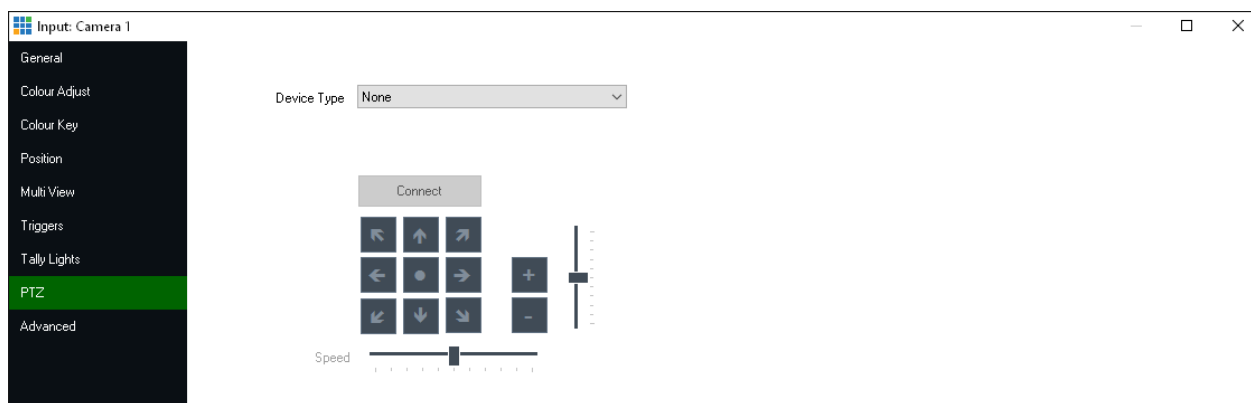 Input: Camera 1
General
Colour Adjust
Colour Key
Position
Multi View
Triggers
Tally Lights
PTZ
Advanced
Device Type None
Connect
+
-
Speed